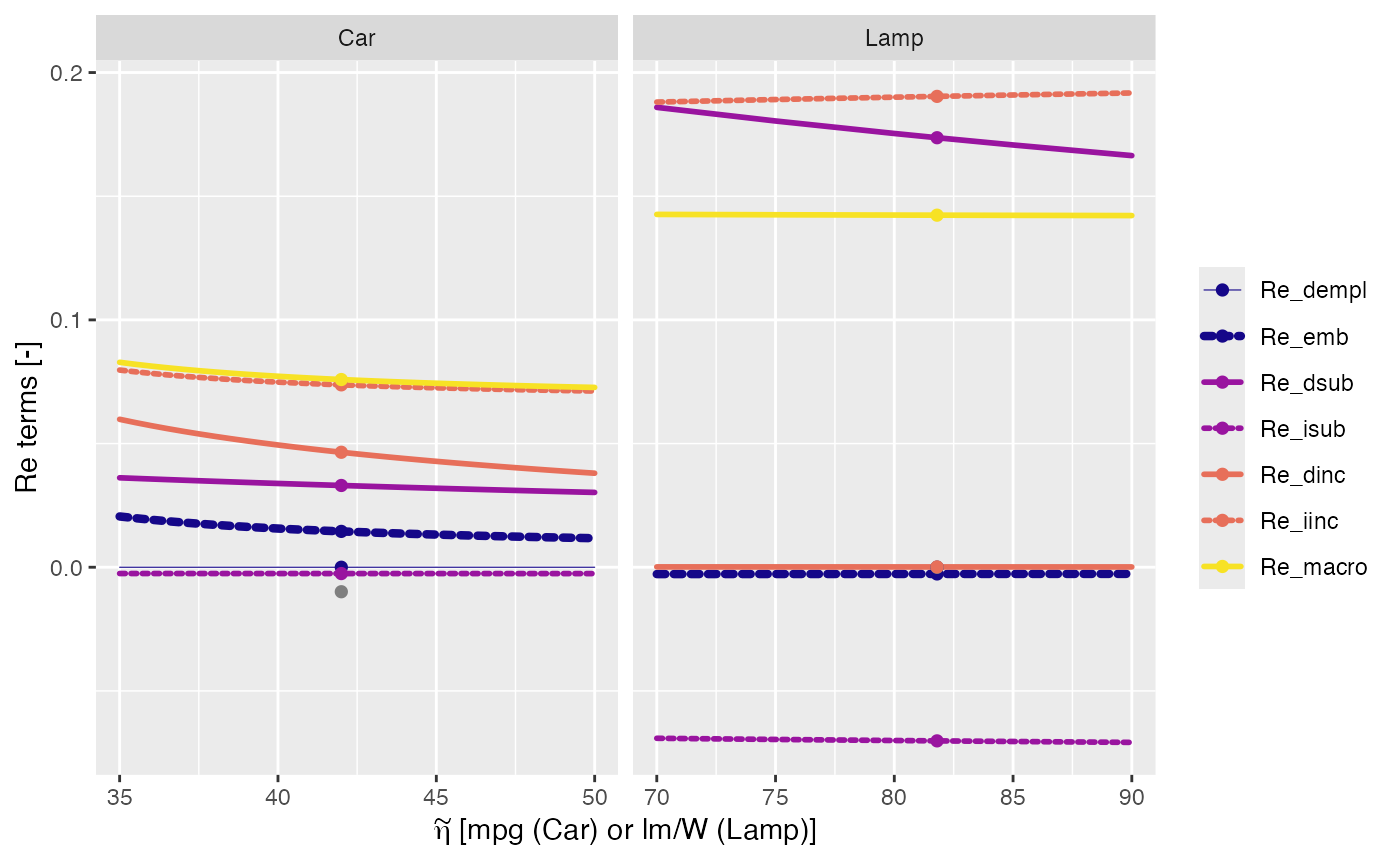 Car
Lamp
0.2
0.1
0.0
Re terms [-]
35
40
45
50
70
75
80
85
90
η̃ [mpg (Car) or lm/W (Lamp)]
Re_dempl
Re_emb
Re_dsub
Re_isub
Re_dinc
Re_iinc
Re_macro